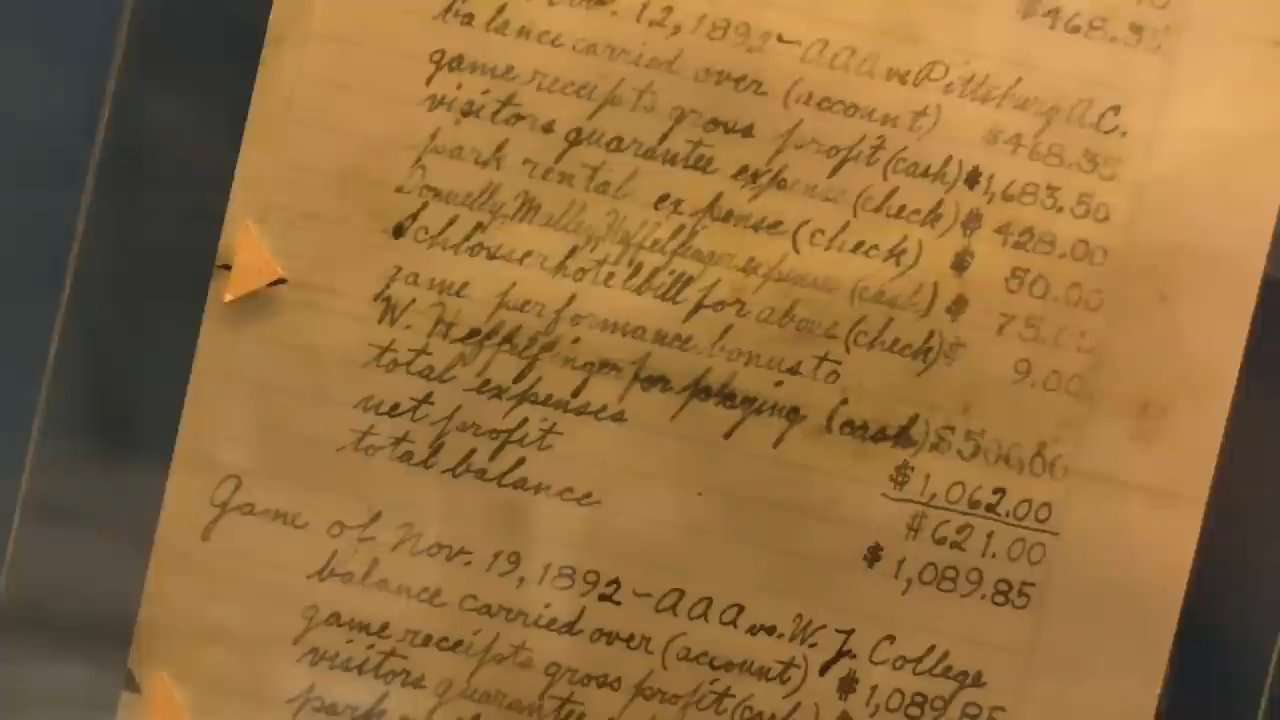 $468.35
Nov. 12, 1892 ~ AAA vs Pittsburg A.C.
balance carried over (account) $468.35
game receipts gross profit (cash) $1,683.50
visitors guarantee expense (check) $ 428.00
park rental expense (check) $ 50.00
Donnelly, Malley, Heffelfinger expenses (cash) $ 75.00
Schlosser hotel bill for above (check) $ 9.00
game performance bonus to
W. Heffelfinger for playing (cash) $500.00
total expenses $1,062.00
net profit $621.00
total balance $1,089.85
Game of Nov. 19, 1892 ~ AAA vs. W. J. College
balance carried over (account) $1,089.85
game receipts gross profit (cash)
visitors guarantee
park